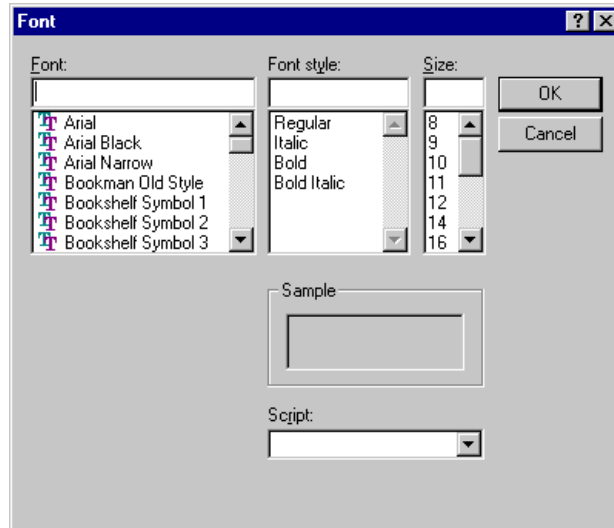 Font
Font:
Arial
Arial Black
Arial Narrow
Bookman Old Style
Bookshelf Symbol 1
Bookshelf Symbol 2
Bookshelf Symbol 3
Font style:
Regular
Italic
Bold
Bold Italic
Size:
8
9
10
11
12
14
16
OK
Cancel
Sample
Script: